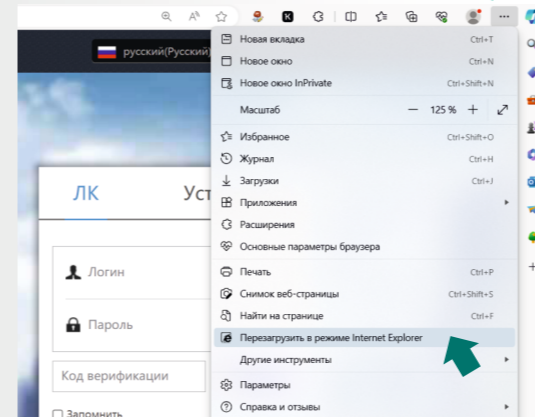 русский(Русский)
Новая вкладка Ctrl+T
Новое окно Ctrl+N
Новое окно InPrivate Ctrl+Shift+N
Масштаб — 125 % +
Избранное Ctrl+Shift+O
Журнал Ctrl+H
Загрузки Ctrl+J
Приложения
Расширения
Основные параметры браузера
Печать Ctrl+P
Снимок веб-страницы Ctrl+Shift+S
Найти на странице Ctrl+F
Перезагрузить в режиме Internet Explorer
Другие инструменты
Параметры
Справка и отзывы
ЛК Уст
Логин
Пароль
Код верификации
Запомнить